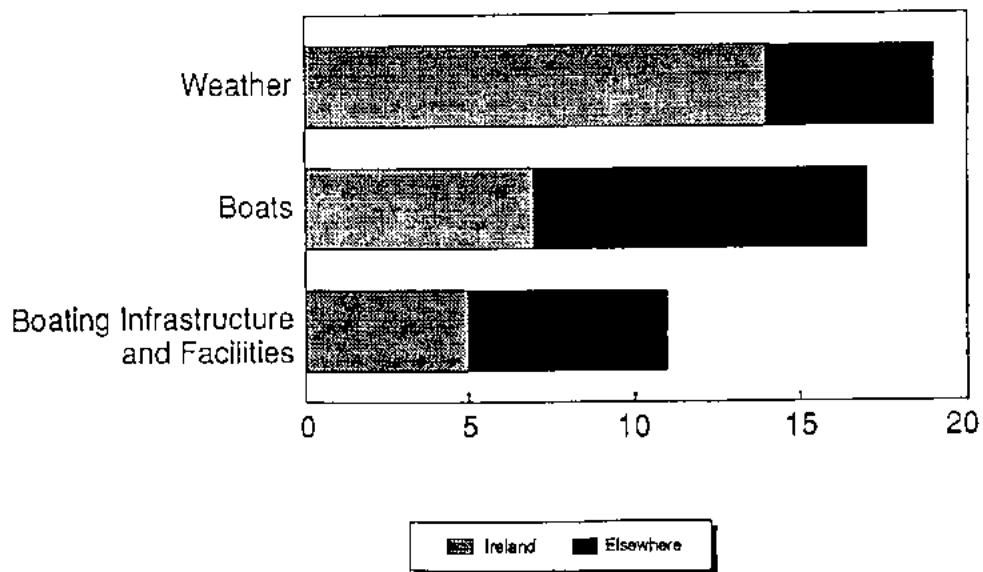 Weather
Boats
Boating Infrastructure
and Facilities
0 5 10 15 20
Ireland Elsewhere